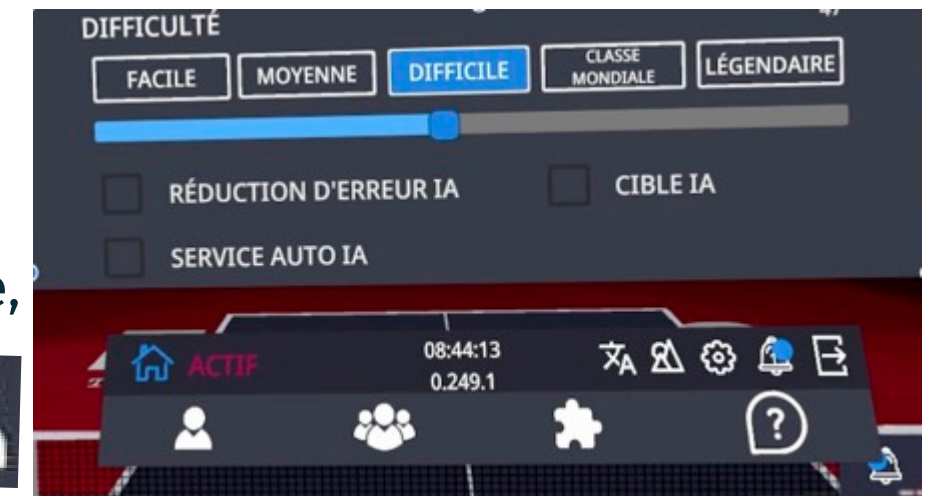 DIFFICULTÉ
FACILE MOYENNE DIFFICILE CLASSE MONDIALE LÉGENDAIRE
RÉDUCTION D'ERREUR IA CIBLE IA
SERVICE AUTO IA
ACTIF 08:44:13
0.249.1
?